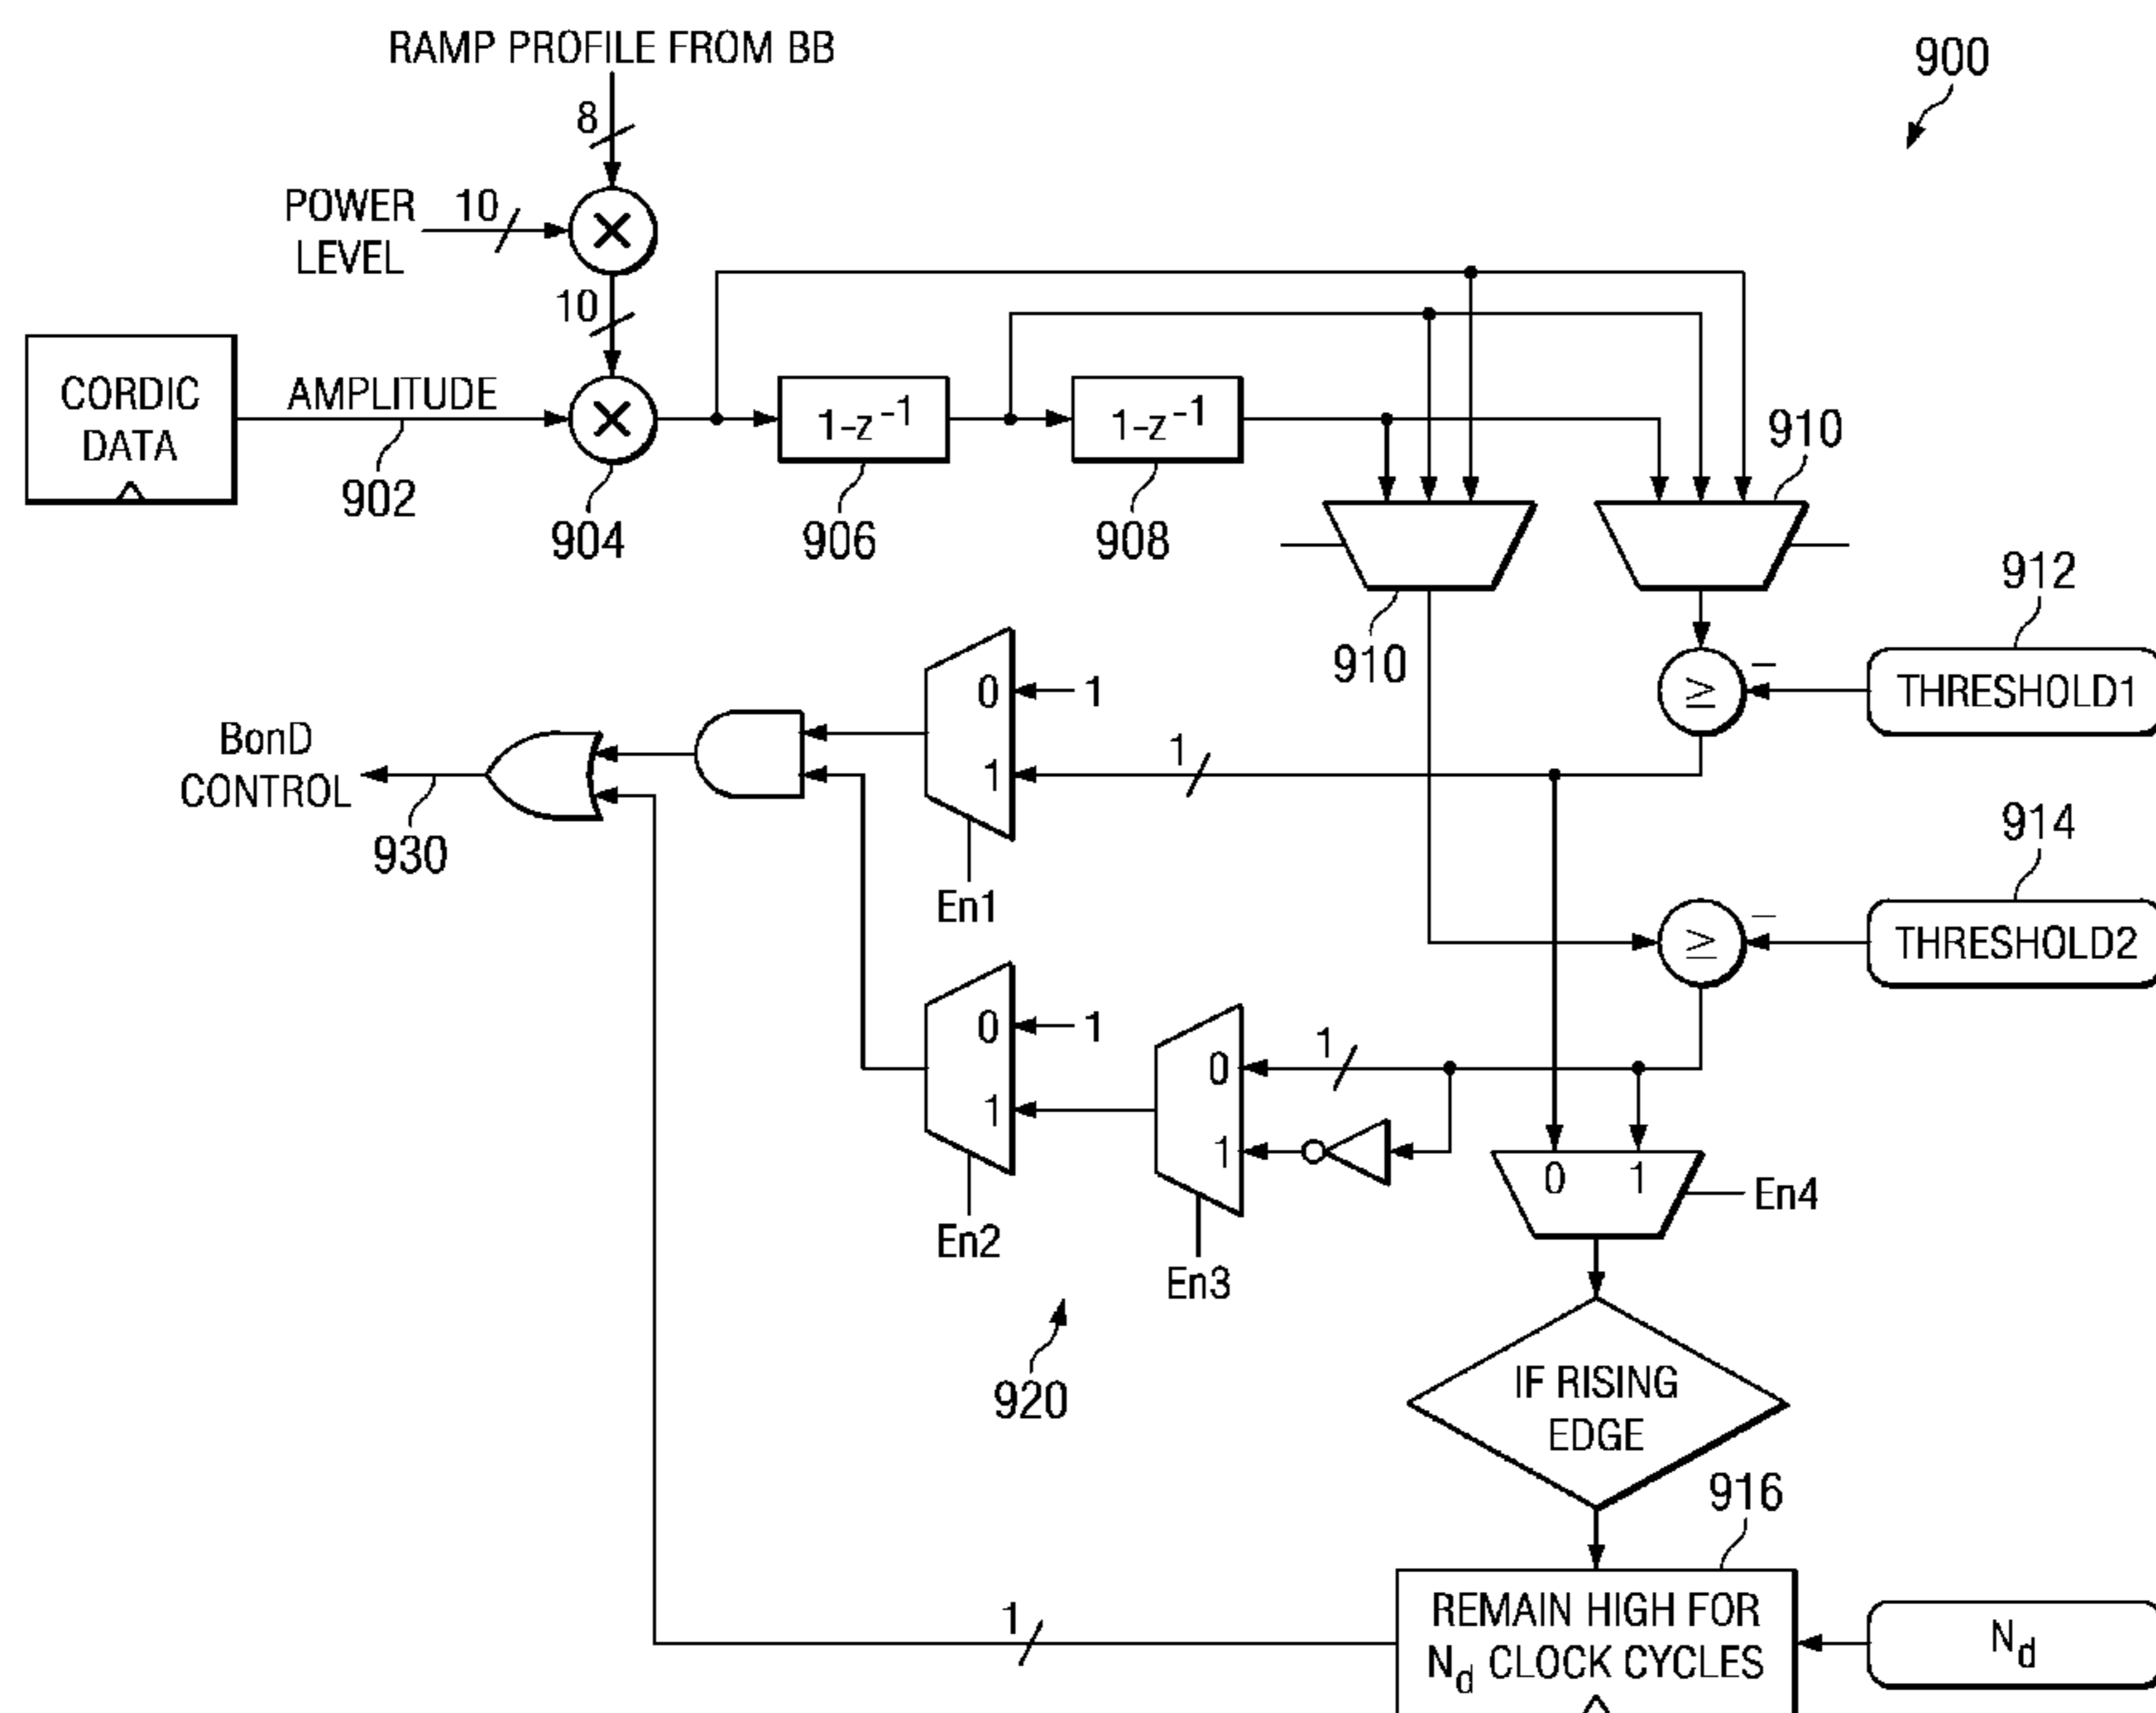 RAMP PROFILE FROM BB
900
8
POWER
LEVEL
10
10
CORDIC
DATA
AMPLITUDE
902
904
1-z⁻¹
906
1-z⁻¹
908
910
910
912
THRESHOLD1
≥
−
0
1
1
1
En1
BonD
CONTROL
930
914
THRESHOLD2
≥
−
0
1
1
En2
0
1
1
En3
0
1
En4
920
IF RISING
EDGE
916
REMAIN HIGH FOR
N_d CLOCK CYCLES
N_d
1